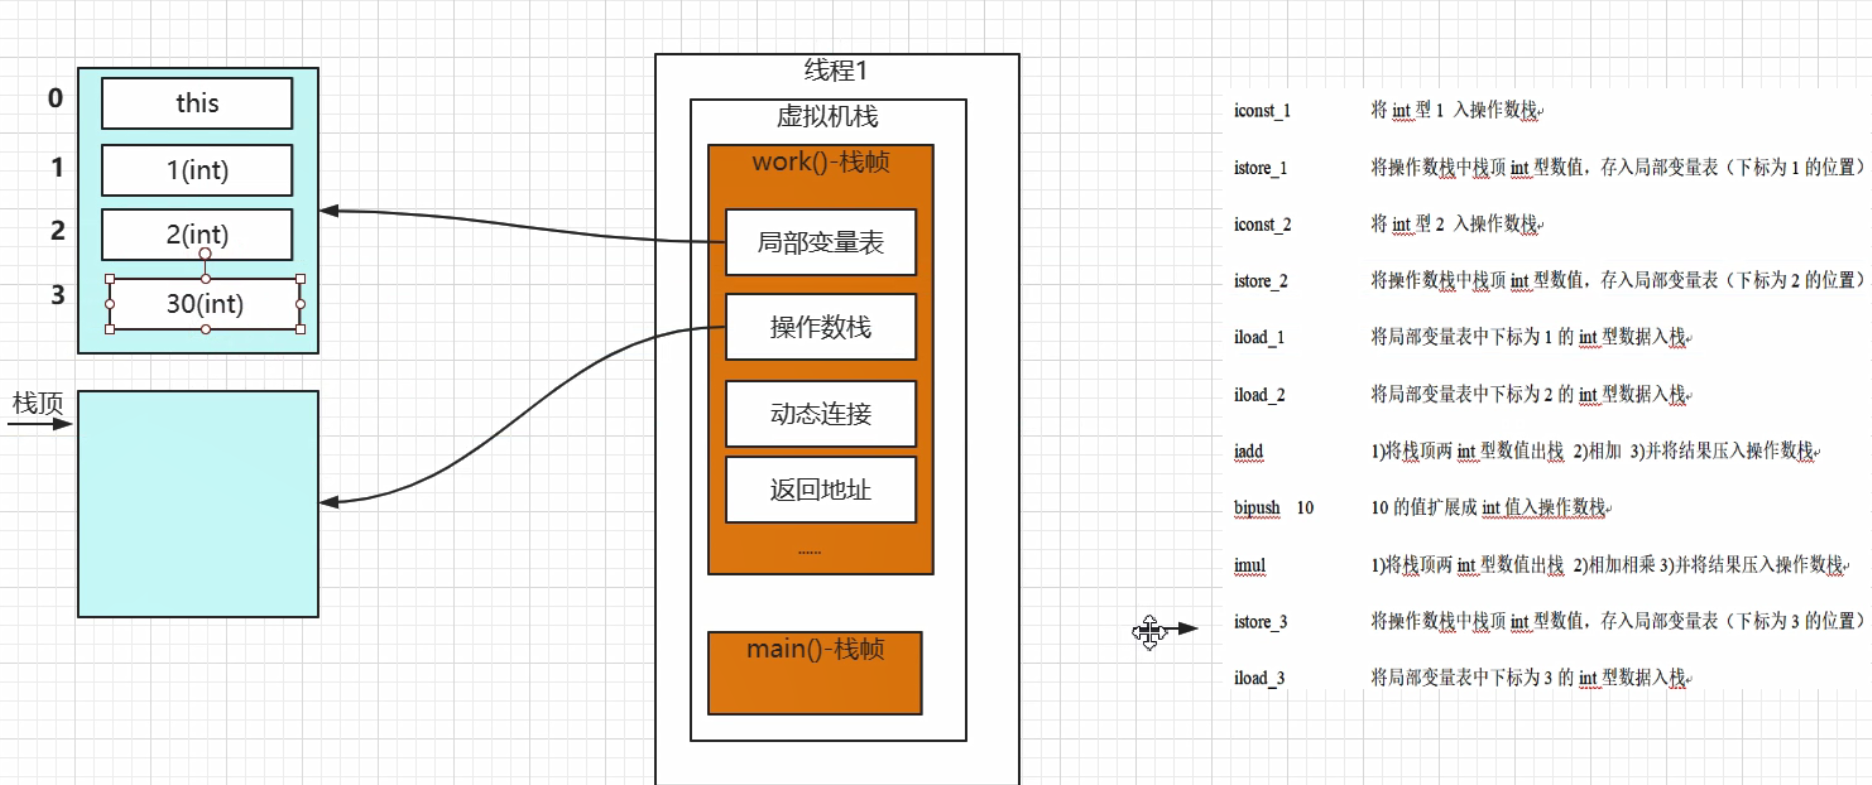 0
this
1
1(int)
2
2(int)
3
30(int)
栈顶
线程1
虚拟机栈
work()-栈帧
局部变量表
操作数栈
动态连接
返回地址
......
main()-栈帧
iconst_1 将 int 型 1 入操作数栈
istore_1 将操作数栈中栈顶 int 型数值，存入局部变量表（下标为 1 的位置）
iconst_2 将 int 型 2 入操作数栈
istore_2 将操作数栈中栈顶 int 型数值，存入局部变量表（下标为 2 的位置）
iload_1 将局部变量表中下标为 1 的 int 型数据入栈
iload_2 将局部变量表中下标为 2 的 int 型数据入栈
iadd 1)将栈顶两 int 型数值出栈 2)相加 3)并将结果压入操作数栈
bipush 10 10 的值扩展成 int 值入操作数栈
imul 1)将栈顶两 int 型数值出栈 2)相加相乘 3)并将结果压入操作数栈
istore_3 将操作数栈中栈顶 int 型数值，存入局部变量表（下标为 3 的位置）
iload_3 将局部变量表中下标为 3 的 int 型数据入栈